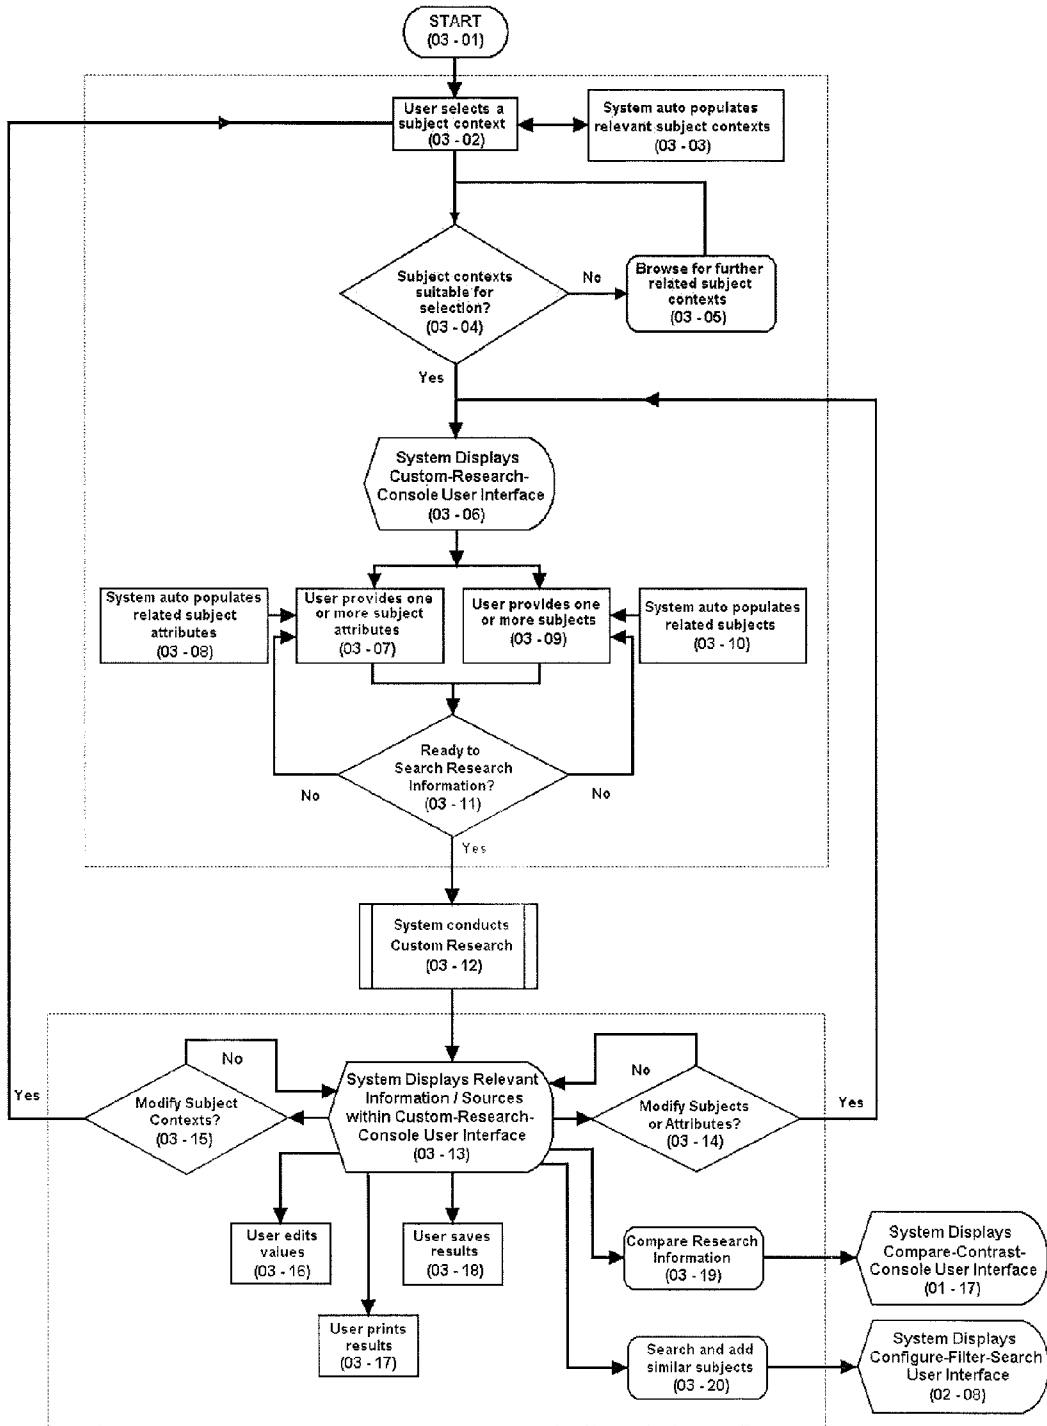 START
(03 - 01)
User selects a
subject context
(03 - 02)
System auto populates
relevant subject contexts
(03 - 03)
Subject contexts
suitable for
selection?
(03 - 04)
No
Browse for further
related subject
contexts
(03 - 05)
Yes
System Displays
Custom-Research-
Console User Interface
(03 - 06)
System auto populates
related subject
attributes
(03 - 08)
User provides one
or more subject
attributes
(03 - 07)
User provides one
or more subjects
(03 - 09)
System auto populates
related subjects
(03 - 10)
Ready to
Search Research
Information?
(03 - 11)
No
No
Yes
System conducts
Custom Research
(03 - 12)
No
No
Yes
Modify Subject
Contexts?
(03 - 15)
System Displays Relevant
Information / Sources
within Custom-Research-
Console User Interface
(03 - 13)
Modify Subjects
or Attributes?
(03 - 14)
Yes
User edits
values
(03 - 16)
User saves
results
(03 - 18)
Compare Research
Information
(03 - 19)
System Displays
Compare-Contrast-
Console User Interface
(01 - 17)
User prints
results
(03 - 17)
Search and add
similar subjects
(03 - 20)
System Displays
Configure-Filter-Search
User Interface
(02 - 08)